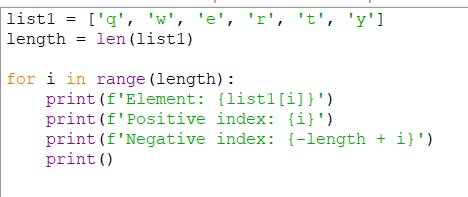 list1 = ['q', 'w', 'e', 'r', 't', 'y']
length = len(list1)
for i in range(length):
    print(f'Element: {list1[i]}')
    print(f'Positive index: {i}')
    print(f'Negative index: {-length + i}')
    print()